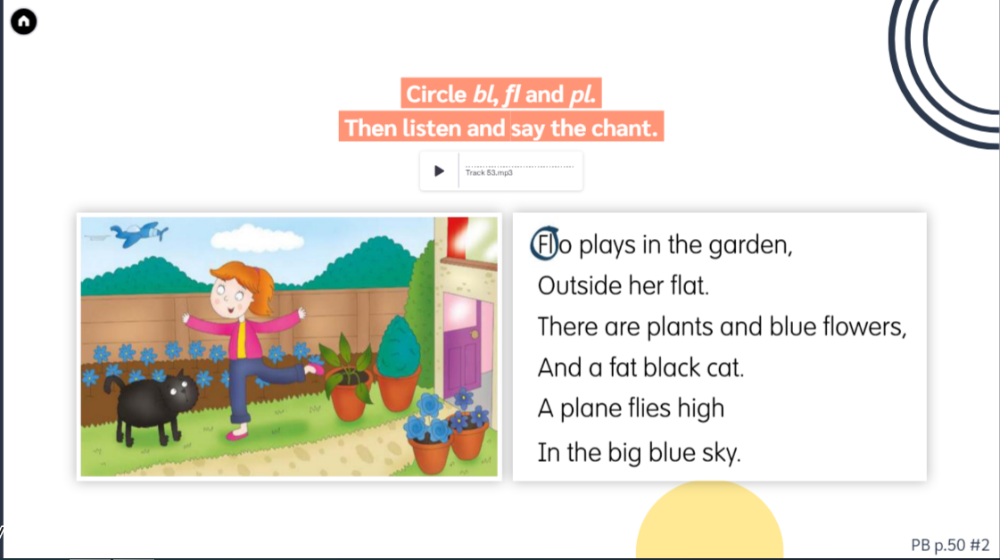 Circle bl, fl and pl.
Then listen and say the chant.
Track 53.mp3
Flo plays in the garden,
Outside her flat.
There are plants and blue flowers,
And a fat black cat.
A plane flies high
In the big blue sky.
PB p.50 #2